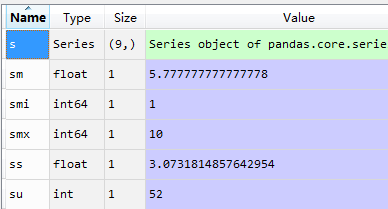 Name Type Size Value
s Series (9,) Series object of pandas.core.serie
sm float 1 5.777777777777778
smi int64 1 1
smx int64 1 10
ss float 1 3.0731814857642954
su int 1 52